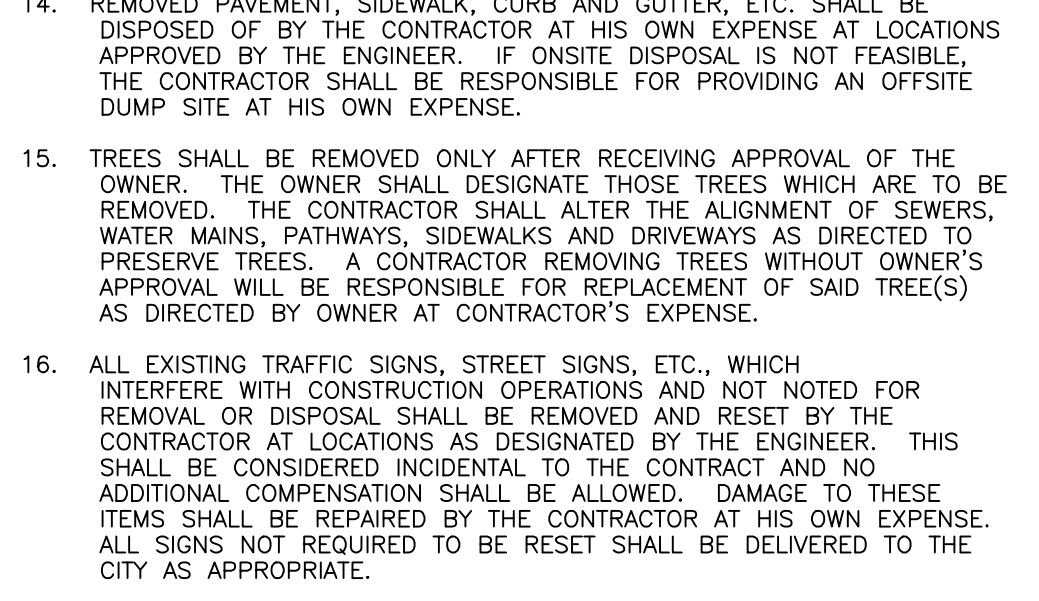 14. REMOVED PAVEMENT, SIDEWALK, CURB AND GUTTER, ETC. SHALL BE
DISPOSED OF BY THE CONTRACTOR AT HIS OWN EXPENSE AT LOCATIONS
APPROVED BY THE ENGINEER. IF ONSITE DISPOSAL IS NOT FEASIBLE,
THE CONTRACTOR SHALL BE RESPONSIBLE FOR PROVIDING AN OFFSITE
DUMP SITE AT HIS OWN EXPENSE.
15. TREES SHALL BE REMOVED ONLY AFTER RECEIVING APPROVAL OF THE
OWNER. THE OWNER SHALL DESIGNATE THOSE TREES WHICH ARE TO BE
REMOVED. THE CONTRACTOR SHALL ALTER THE ALIGNMENT OF SEWERS,
WATER MAINS, PATHWAYS, SIDEWALKS AND DRIVEWAYS AS DIRECTED TO
PRESERVE TREES. A CONTRACTOR REMOVING TREES WITHOUT OWNER'S
APPROVAL WILL BE RESPONSIBLE FOR REPLACEMENT OF SAID TREE(S)
AS DIRECTED BY OWNER AT CONTRACTOR'S EXPENSE.
16. ALL EXISTING TRAFFIC SIGNS, STREET SIGNS, ETC., WHICH
INTERFERE WITH CONSTRUCTION OPERATIONS AND NOT NOTED FOR
REMOVAL OR DISPOSAL SHALL BE REMOVED AND RESET BY THE
CONTRACTOR AT LOCATIONS AS DESIGNATED BY THE ENGINEER. THIS
SHALL BE CONSIDERED INCIDENTAL TO THE CONTRACT AND NO
ADDITIONAL COMPENSATION SHALL BE ALLOWED. DAMAGE TO THESE
ITEMS SHALL BE REPAIRED BY THE CONTRACTOR AT HIS OWN EXPENSE.
ALL SIGNS NOT REQUIRED TO BE RESET SHALL BE DELIVERED TO THE
CITY AS APPROPRIATE.